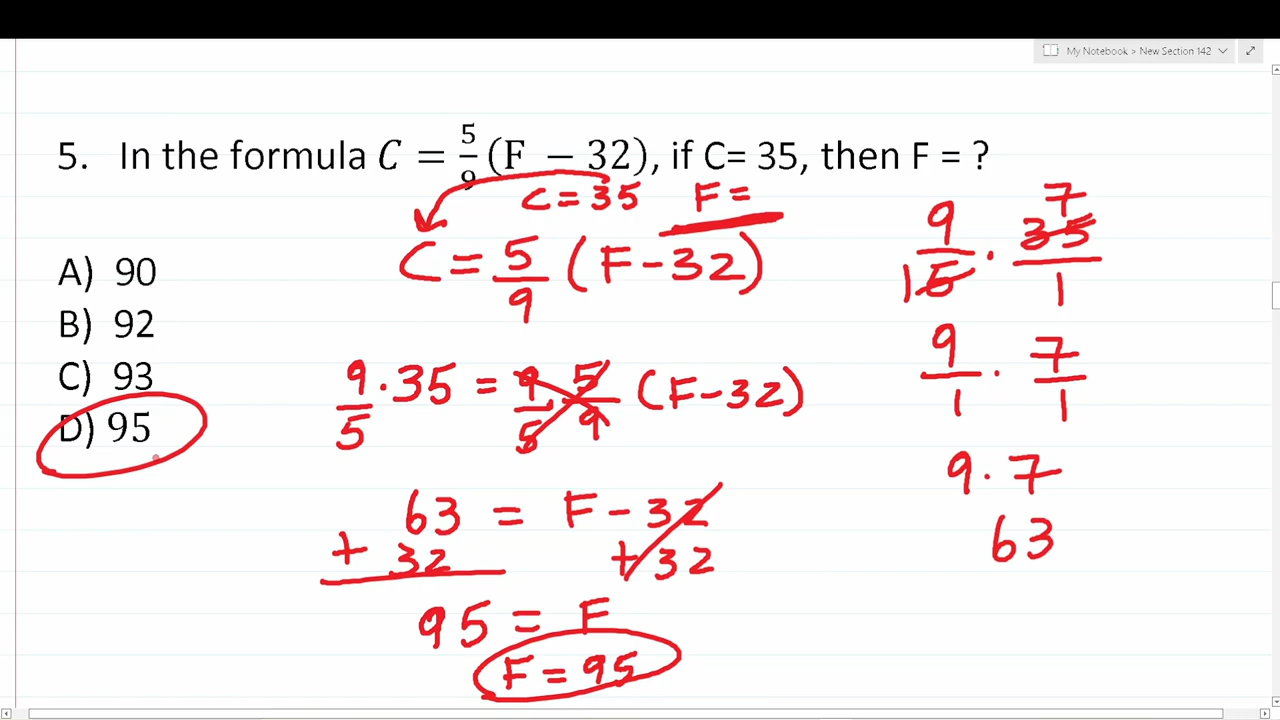 My Notebook > New Section 142
5. In the formula C = 5/9 (F − 32), if C= 35, then F = ?
C = 35 F =
C = 5/9 (F - 32)
A) 90
B) 92
C) 93
D) 95
9/5 · 35 = 9/5 5/9 (F - 32)
63 = F - 32
+ 32 + 32
95 = F
F = 95
9/5 · 35/1
1 7
9/1 · 7/1
9 · 7
63